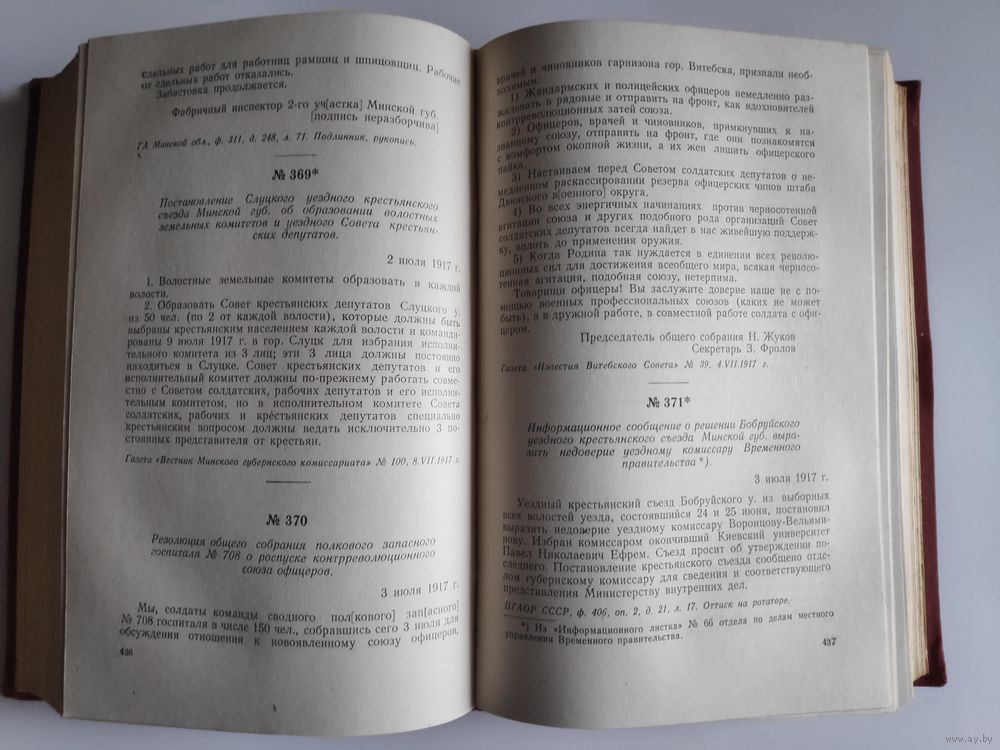 сдельных работ для работниц рамщиц и шпицовщиц. Рабочие
от сдельных работ отказались.
Забастовка продолжается.
Фабричный инспектор 2-го уч[астка] Минской губ.
[подпись неразборчива]
ГА Минской обл., ф. 311, д. 248, л. 71. Подлинник, рукопись.
№ 369*
Постановление Слуцкого уездного крестьянского
съезда Минской губ. об образовании волостных
земельных комитетов и уездного Совета крестьян-
ских депутатов.
2 июля 1917 г.
1. Волостные земельные комитеты образовать в каждой
волости.
2. Образовать Совет крестьянских депутатов Слуцкого у.
из 50 чел. (по 2 от каждой волости), которые должны быть
выбраны крестьянским населением каждой волости и команди-
рованы 9 июля 1917 г. в гор. Слуцк для избрания исполни-
тельного комитета из 3 лиц; эти 3 лица должны постоянно
находиться в Слуцке. Совет крестьянских депутатов и его
исполнительный комитет должны по-прежнему работать совме-
стно с Советом солдатских, рабочих депутатов и его исполни-
тельным комитетом, но в исполнительном комитете Совета
солдатских, рабочих и крестьянских депутатов специально
крестьянским вопросом должны ведать исключительно 3 по-
стоянных представителя от крестьян.
Газета «Вестник Минского губернского комиссариата» № 100, 8.VII.1917 г.
№ 370
Резолюция общего собрания полкового запасного
госпиталя № 708 о роспуске контрреволюционного
союза офицеров.
3 июля 1917 г.
Мы, солдаты команды сводного пол[кового] зап[асного]
№ 708 госпиталя в числе 150 чел., собравшись сего 3 июля для
обсуждения отношения к новоявленному союзу офицеров,
436
врачей и чиновников гарнизона гор. Витебска, признали необ-
ходимым:
1) Жандармских и полицейских офицеров немедленно раз-
жаловать в рядовые и отправить на фронт, как вдохновителей
контрреволюционных затей союза.
2) Офицеров, врачей и чиновников, примкнувших к на-
званному союзу, отправить на фронт, где они познакомятся
с комфортом окопной жизни, а их жен лишить офицерского
пайка.
3) Настаиваем перед Советом солдатских депутатов о не-
медленном раскассировании резерва офицерских чинов штаба
Двинского в[оенного] округа.
4) Во всех энергичных начинаниях против черносотенной
агитации союза и других подобного рода организаций Совет
солдатских депутатов всегда найдет в нас живейшую поддерж-
ку, вплоть до применения оружия.
5) Когда Родина так нуждается в единении всех револю-
ционных сил для достижения всеобщего мира, всякая черносо-
тенная агитация, подобная союзу, нетерпима.
Товарищи офицеры! Вы заслужите доверие наше не с по-
мощью военных профессиональных союзов (каких не может
быть), а в дружной работе, в совместной работе солдата с офи-
цером.
Председатель общего собрания Н. Жуков
Секретарь З. Фролов
Газета «Известия Витебского Совета» № 39, 4.VII.1917 г.
№ 371*
Информационное сообщение о решении Бобруйского
уездного крестьянского съезда Минской губ. выра-
зить недоверие уездному комиссару Временного
правительства *).
3 июля 1917 г.
Уездный крестьянский съезд Бобруйского у. из выборных
всех волостей уезда, состоявшийся 24 и 25 июня, постановил
выразить недоверие уездному комиссару Воронцову-Вельями-
нову. Избран комиссаром окончивший Киевский университет
Павел Николаевич Ефрем. Съезд просит об утверждении по-
следнего. Постановление крестьянского съезда сообщено отде-
лом губернскому комиссару для сведения и соответствующего
представления Министерству внутренних дел.
ЦГАОР СССР, ф. 406, оп. 2, д. 21, л. 17. Оттиск на ротаторе.
*) Из «Информационного листка» № 66 отдела по делам местного
управления Временного правительства.
437
www.ay.by